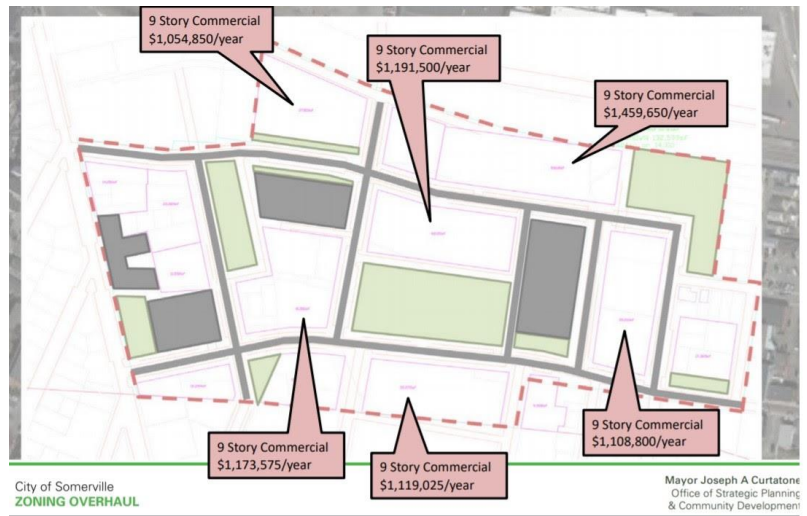 9 Story Commercial
$1,054,850/year
9 Story Commercial
$1,191,500/year
9 Story Commercial
$1,459,650/year
9 Story Commercial
$1,173,575/year
9 Story Commercial
$1,119,025/year
9 Story Commercial
$1,108,800/year
City of Somerville
ZONING OVERHAUL
Mayor Joseph A Curtatone
Office of Strategic Planning
& Community Development